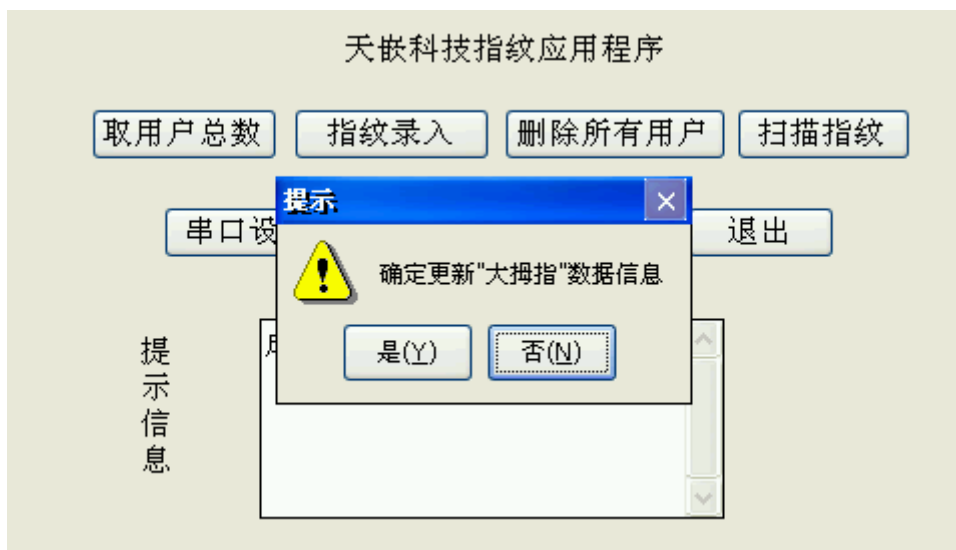 天嵌科技指纹应用程序
取用户总数 指纹录入 删除所有用户 扫描指纹
提示
串口设 退出
确定更新"大拇指"数据信息
是(Y) 否(N)
提示信息